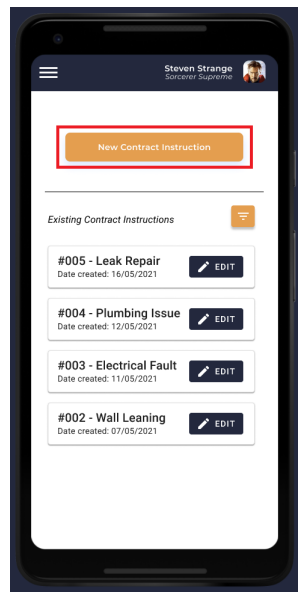 Steven Strange
Sorcerer Supreme
New Contract Instruction
Existing Contract Instructions
#005 - Leak Repair
Date created: 16/05/2021
EDIT
#004 - Plumbing Issue
Date created: 12/05/2021
EDIT
#003 - Electrical Fault
Date created: 11/05/2021
EDIT
#002 - Wall Leaning
Date created: 07/05/2021
EDIT